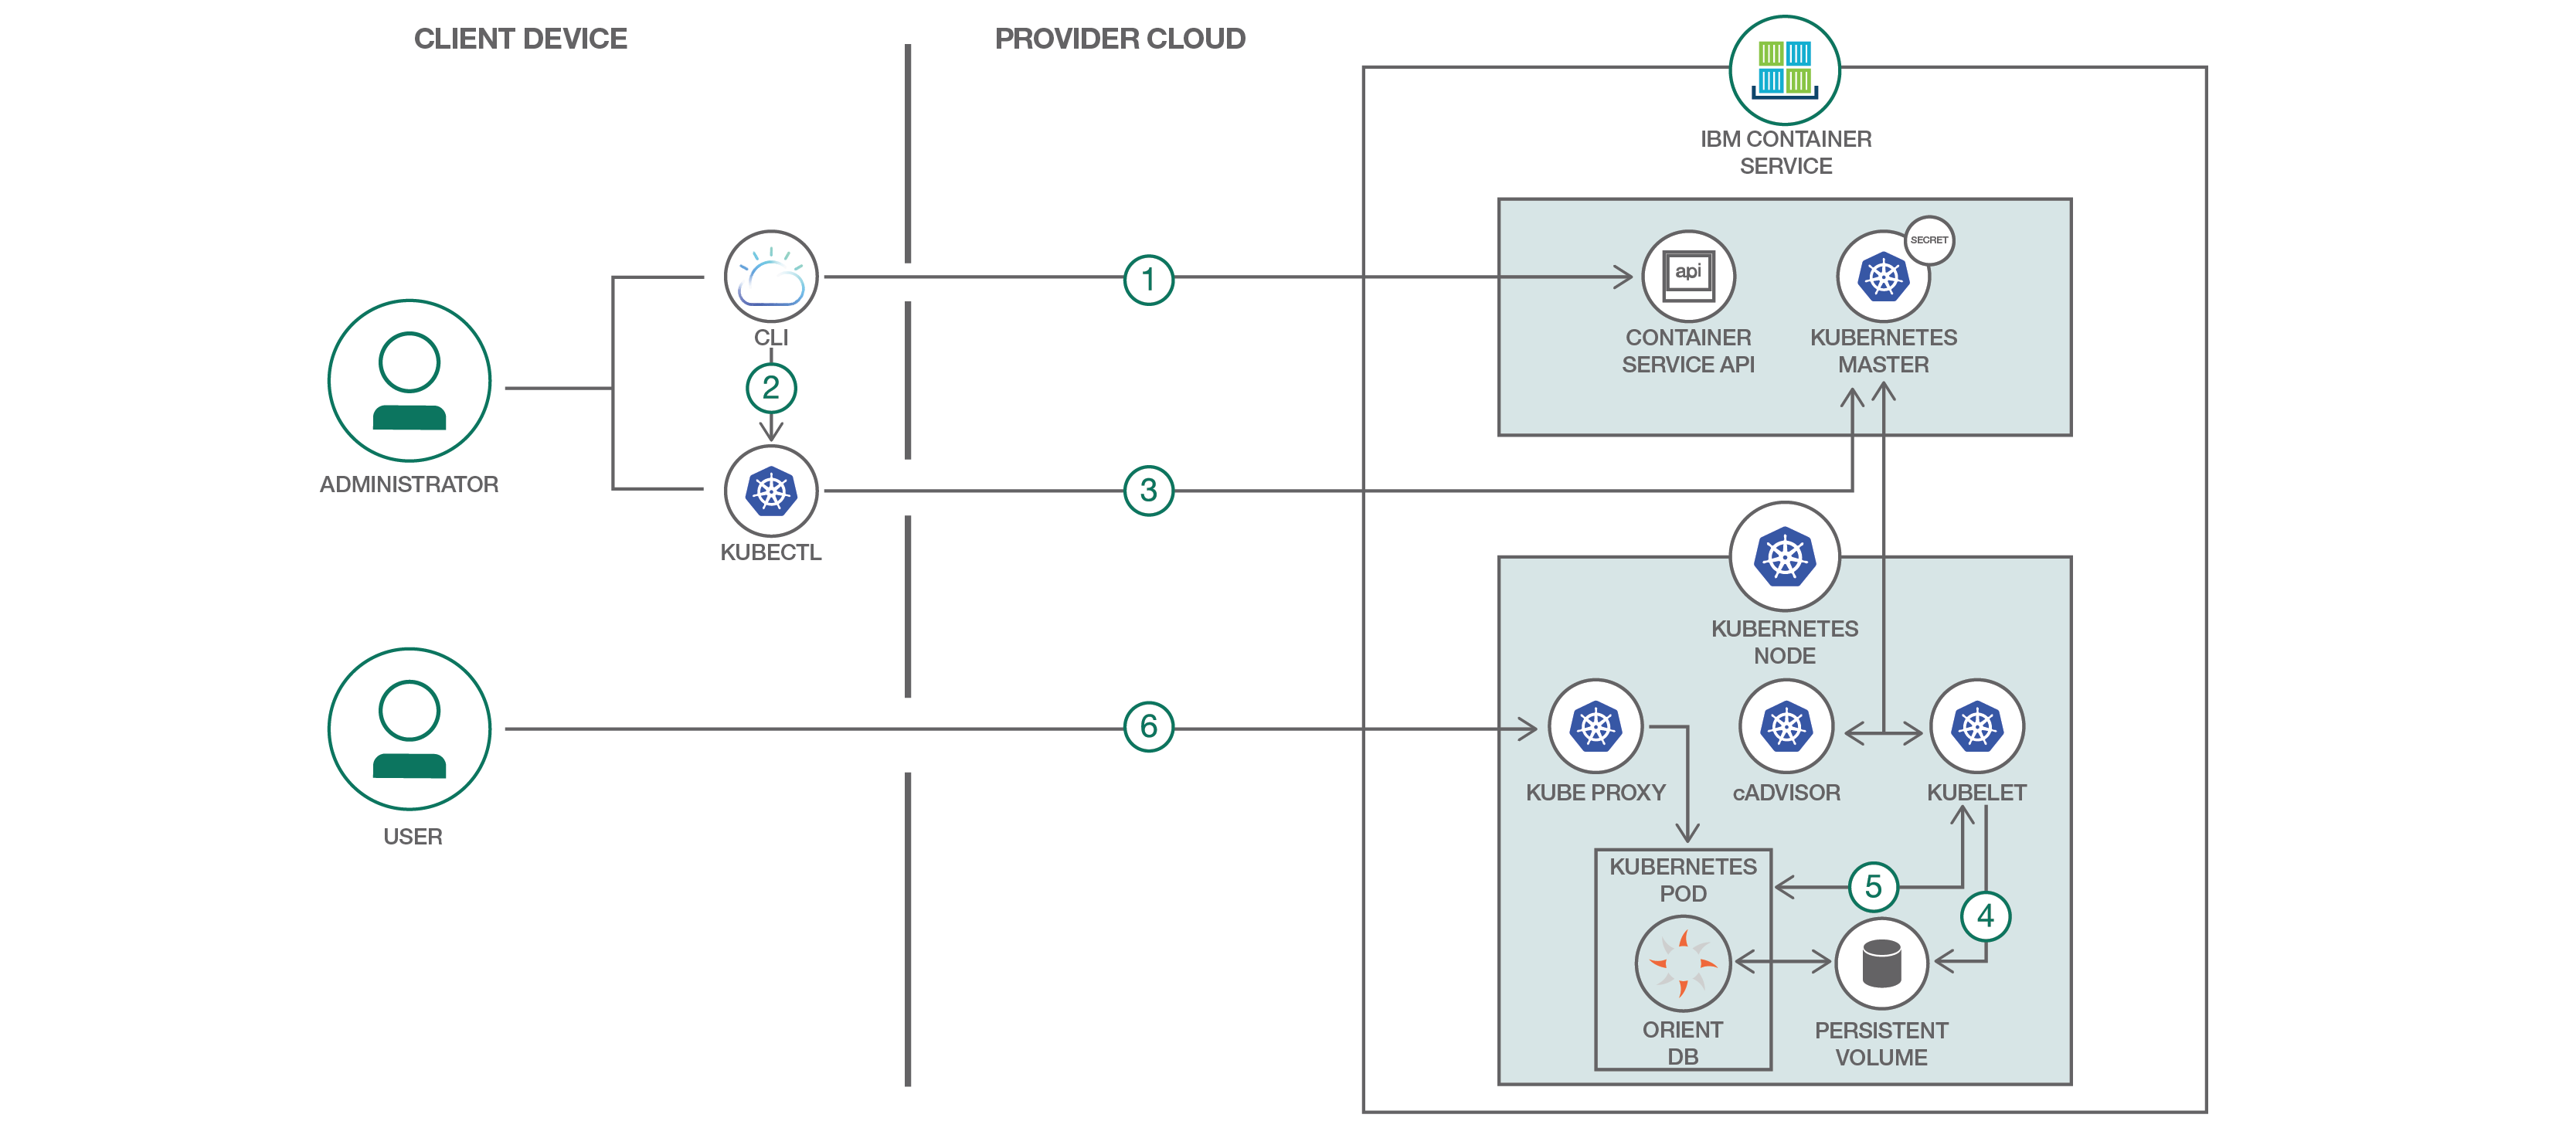 CLIENT DEVICE
PROVIDER CLOUD
IBM CONTAINER
SERVICE
SECRET
api
CLI
CONTAINER
SERVICE API
KUBERNETES
MASTER
1
2
3
ADMINISTRATOR
KUBECTL
KUBERNETES
NODE
6
KUBE PROXY
cADVISOR
KUBELET
USER
KUBERNETES
POD
5
4
ORIENT
DB
PERSISTENT
VOLUME